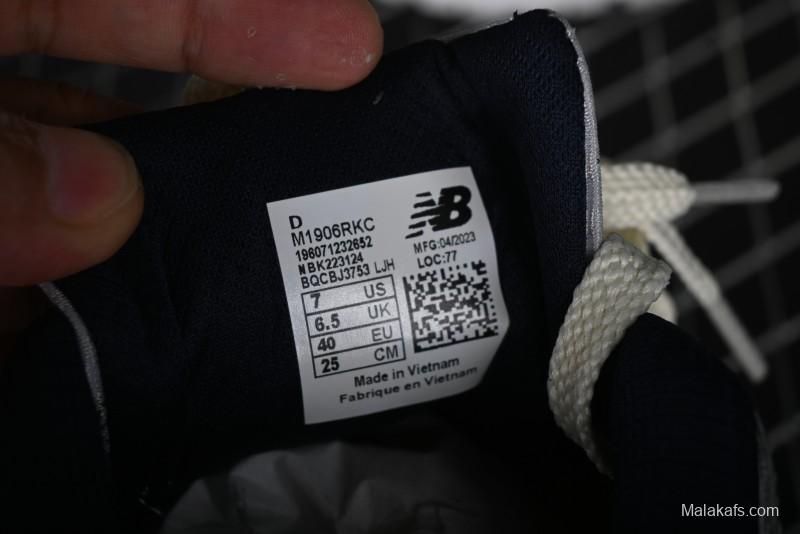 D
M1906RKC
196071232652
NBK223124
BQCBJ3753 LJH
7 US
6.5 UK
40 EU
25 CM
NB
MFG:04/2023
LOC:77
Made in Vietnam
Fabrique en Vietnam
Malakafs.com